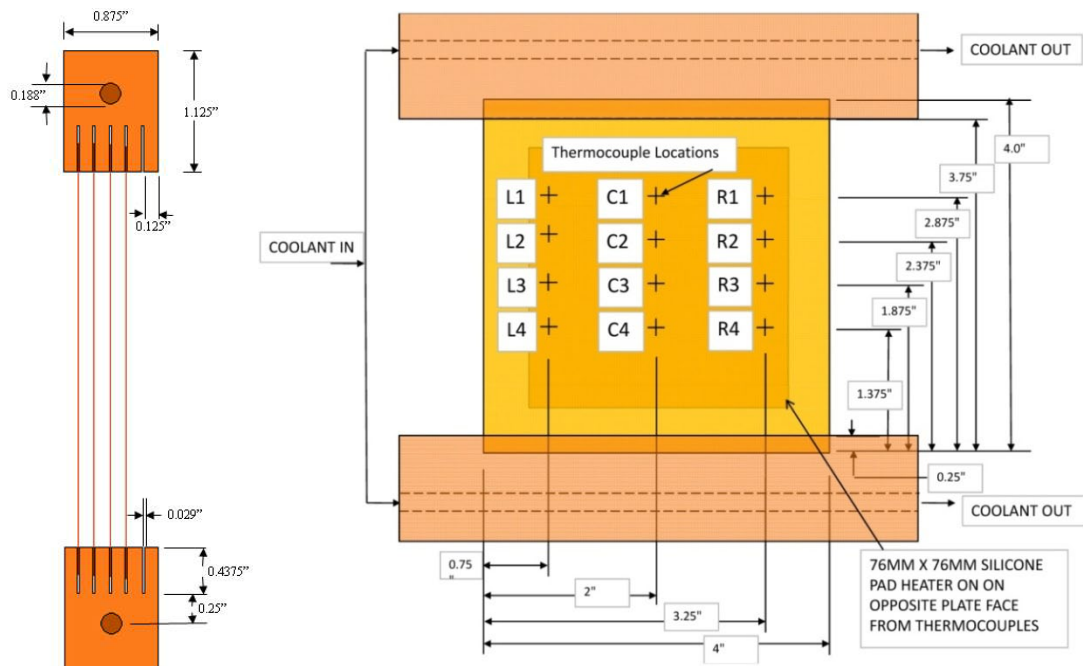 0.875”
0.188”
1.125”
0.125”
0.029”
0.4375”
0.25”
COOLANT IN
COOLANT OUT
Thermocouple Locations
L1 C1 R1
L2 C2 R2
L3 C3 R3
L4 C4 R4
4.0"
3.75"
2.875"
2.375"
1.875"
1.375"
0.25"
COOLANT OUT
0.75
"
2"
3.25"
4"
76MM X 76MM SILICONE
PAD HEATER ON ON
OPPOSITE PLATE FACE
FROM THERMOCOUPLES